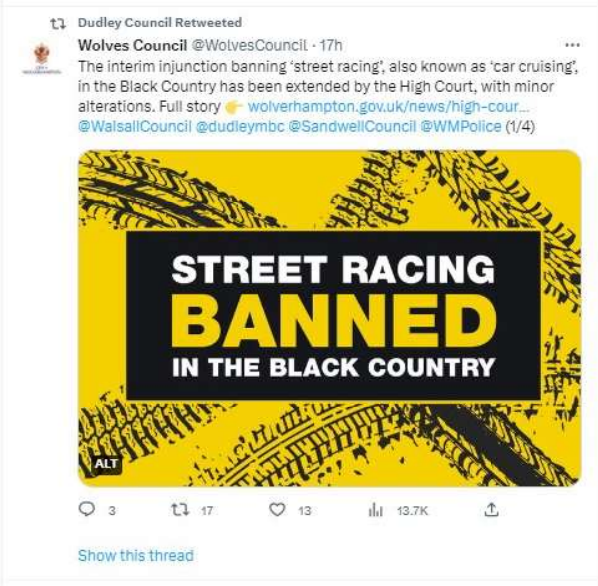 Dudley Council Retweeted
Wolves Council @WolvesCouncil · 17h
The interim injunction banning 'street racing', also known as 'car cruising',
in the Black Country has been extended by the High Court, with minor
alterations. Full story 👉 wolverhampton.gov.uk/news/high-cour...
@WalsallCouncil @dudleymbc @SandwellCouncil @WMPolice (1/4)
STREET RACING
BANNED
IN THE BLACK COUNTRY
ALT
3 17 13 13.7K
Show this thread